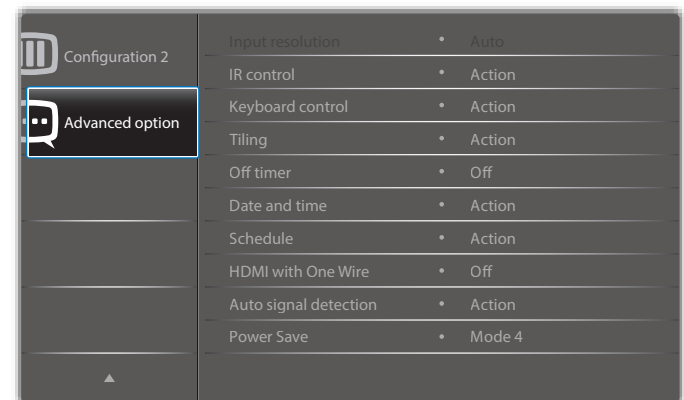 Configuration 2
Advanced option
Input resolution • Auto
IR control • Action
Keyboard control • Action
Tiling • Action
Off timer • Off
Date and time • Action
Schedule • Action
HDMI with One Wire • Off
Auto signal detection • Action
Power Save • Mode 4